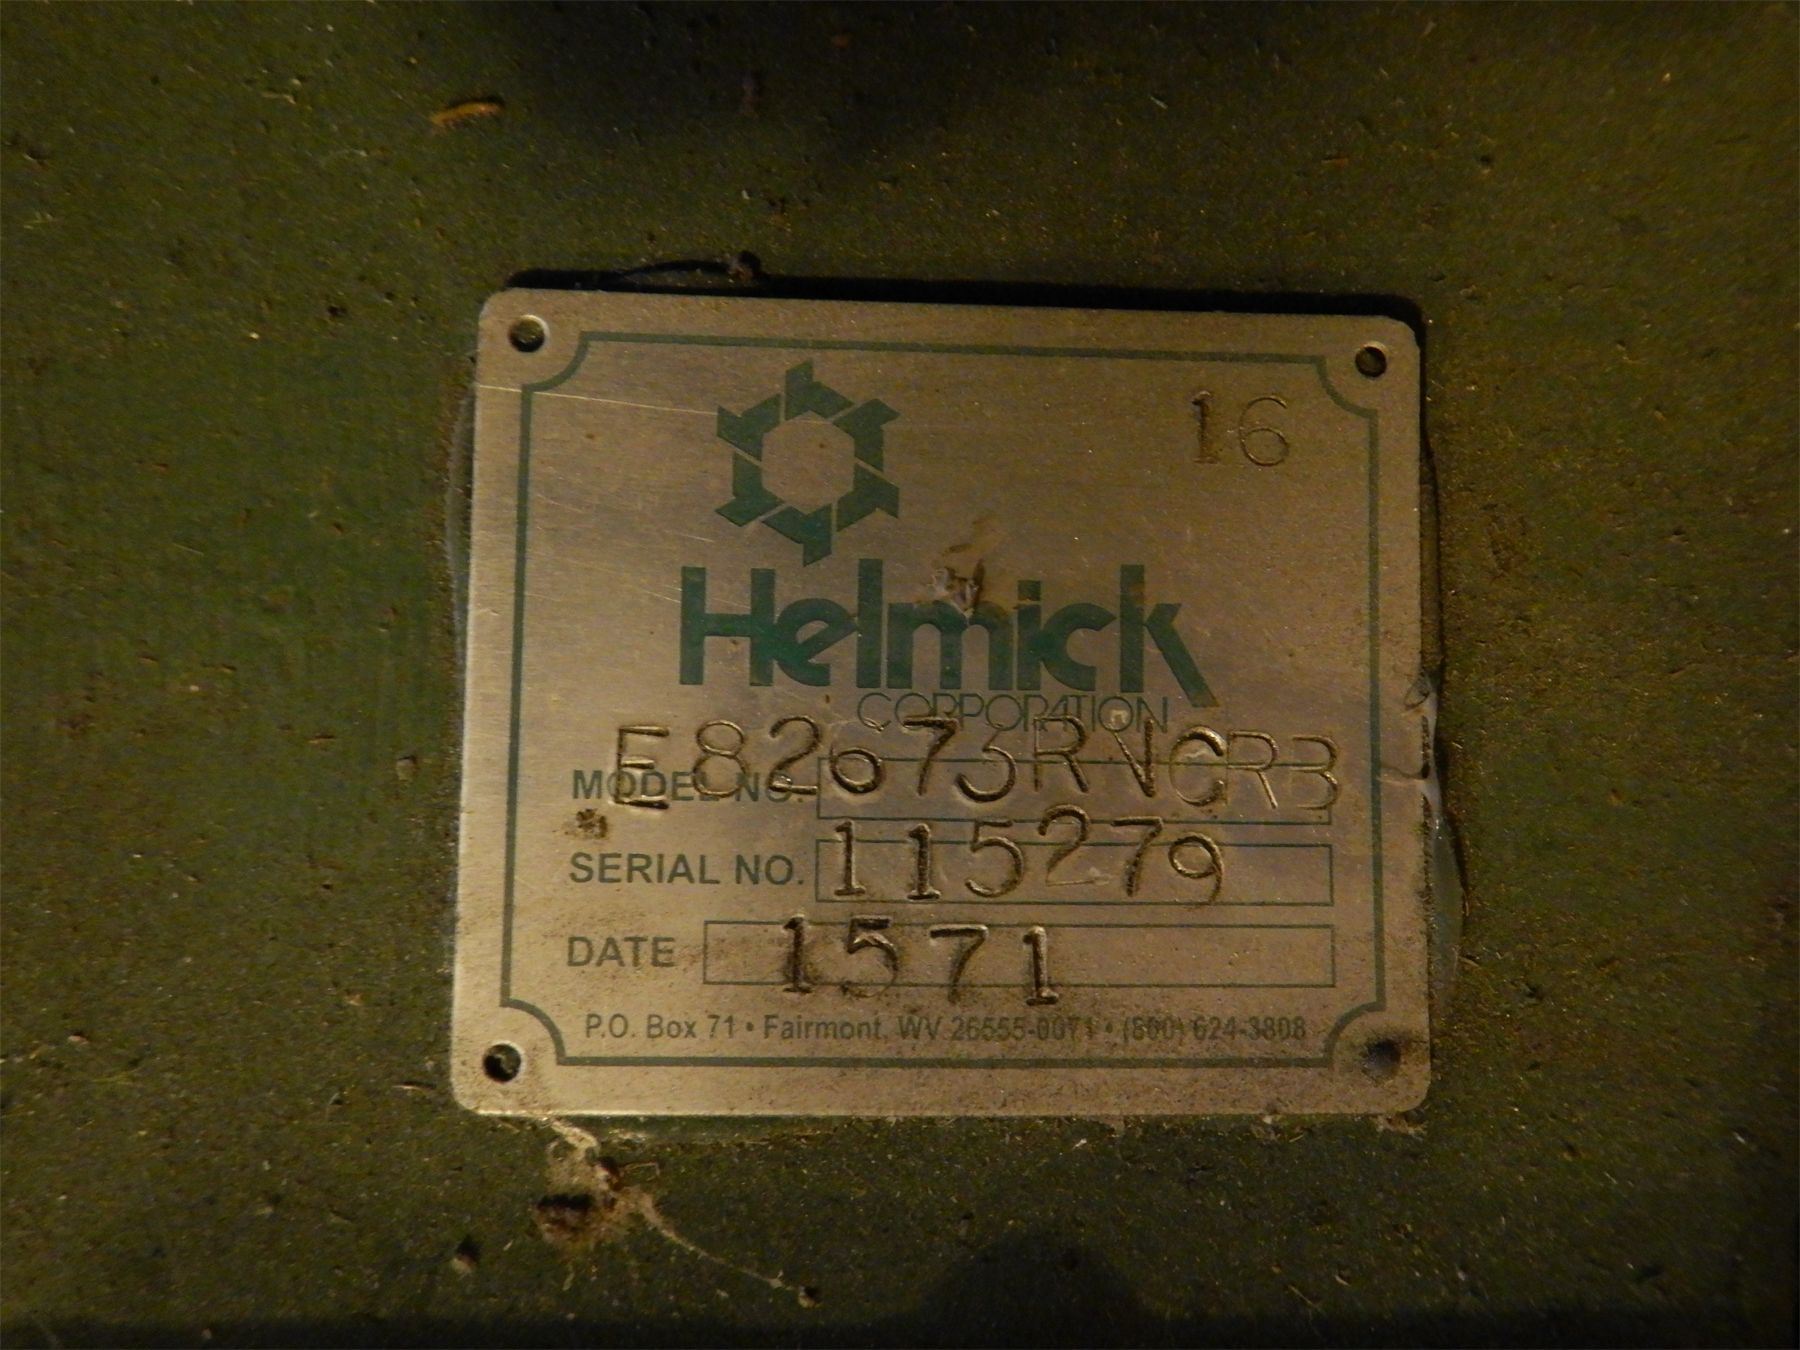 16
Helmick
CORPORATION
MODEL NO. E82673RNCRB
SERIAL NO. 115279
DATE 1571
P.O. Box 71 • Fairmont, WV 26555-0071 • (800) 624-3808